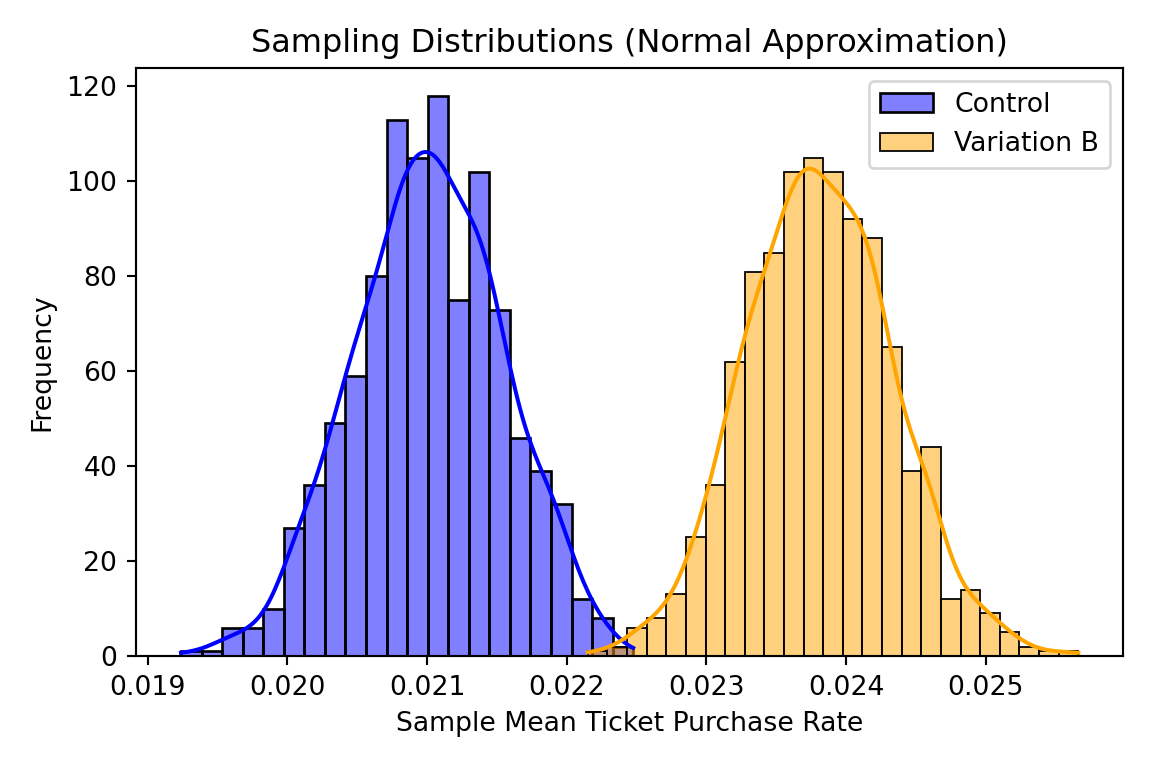 Sampling Distributions (Normal Approximation)
Control
Variation B
Frequency
120
100
80
60
40
20
0
0.019 0.020 0.021 0.022 0.023 0.024 0.025
Sample Mean Ticket Purchase Rate